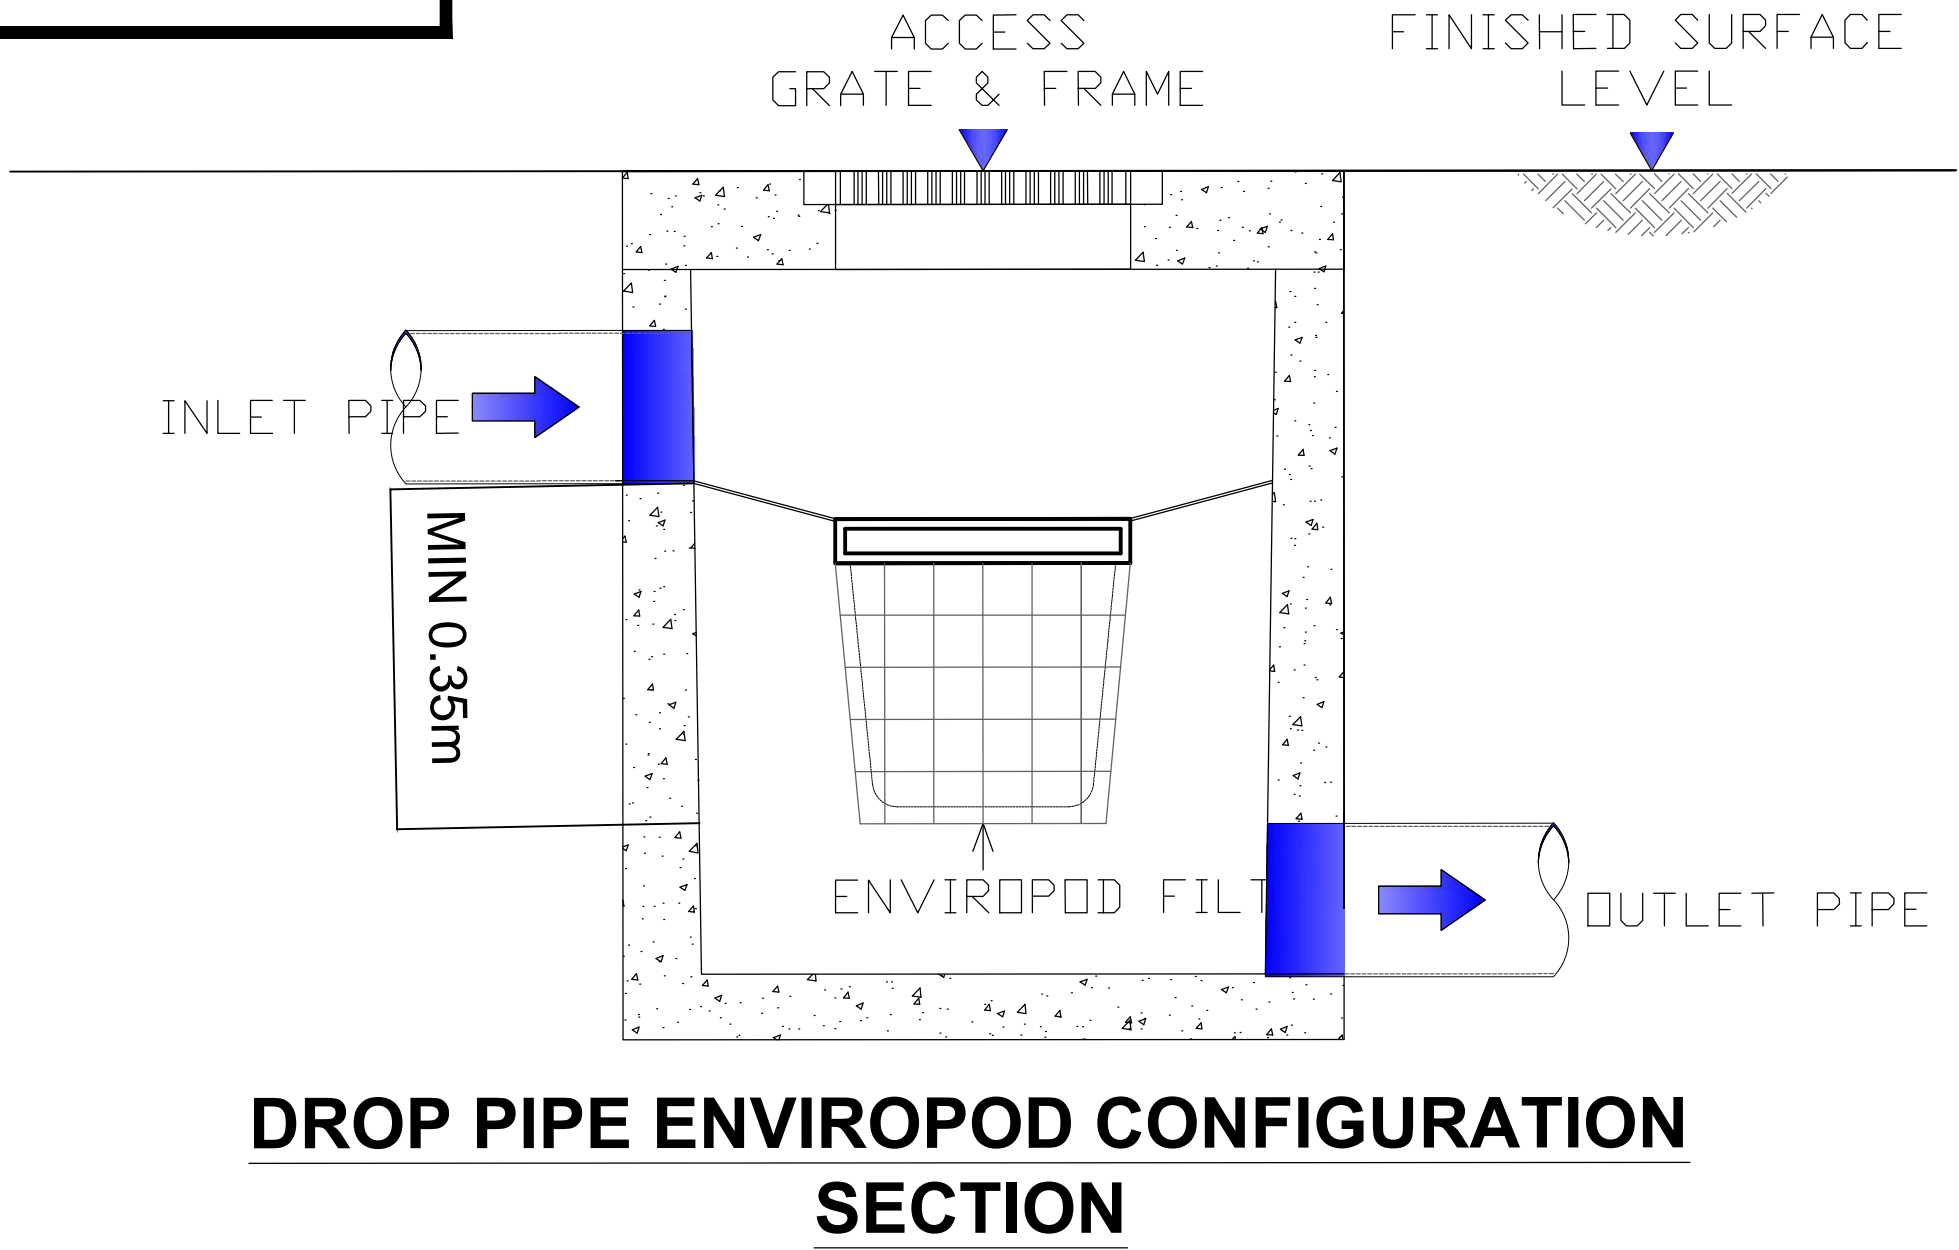 ACCESS
GRATE & FRAME
FINISHED SURFACE
LEVEL
INLET PIPE
MIN 0.35m
ENVIROPOD FILT
OUTLET PIPE
DROP PIPE ENVIROPOD CONFIGURATION
SECTION